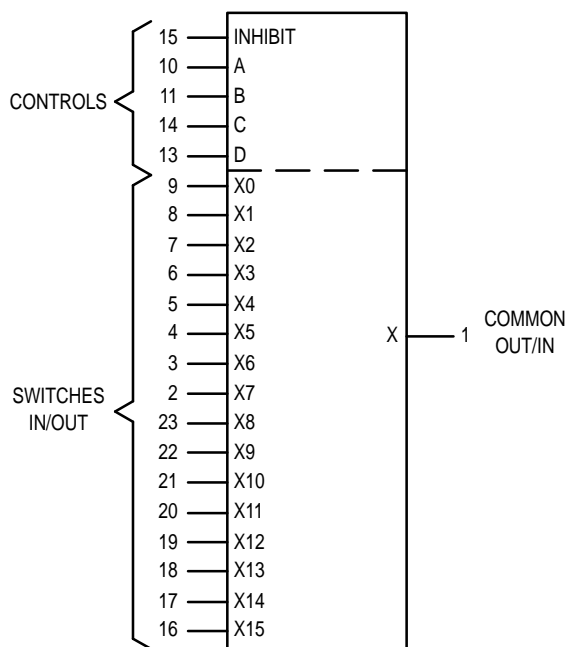 CONTROLS
15 INHIBIT
10 A
11 B
14 C
13 D
SWITCHES
IN/OUT
9 X0
8 X1
7 X2
6 X3
5 X4
4 X5
3 X6
2 X7
23 X8
22 X9
21 X10
20 X11
19 X12
18 X13
17 X14
16 X15
X 1
COMMON
OUT/IN